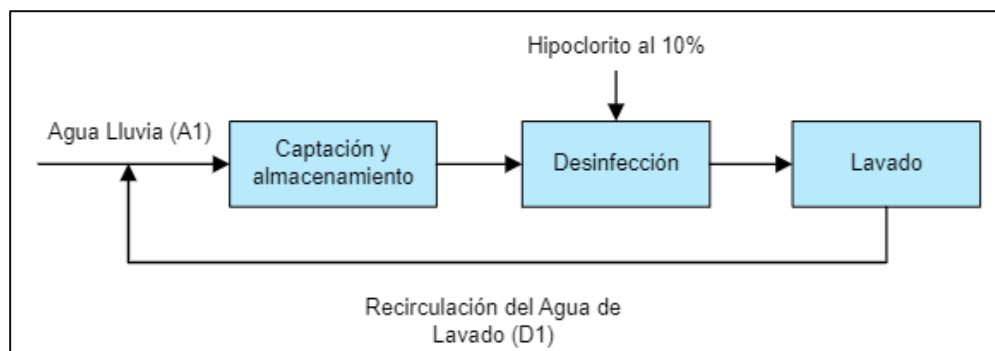 Hipoclorito al 10%
Agua Lluvia (A1)
Captación y
almacenamiento
Desinfección
Lavado
Recirculación del Agua de
Lavado (D1)